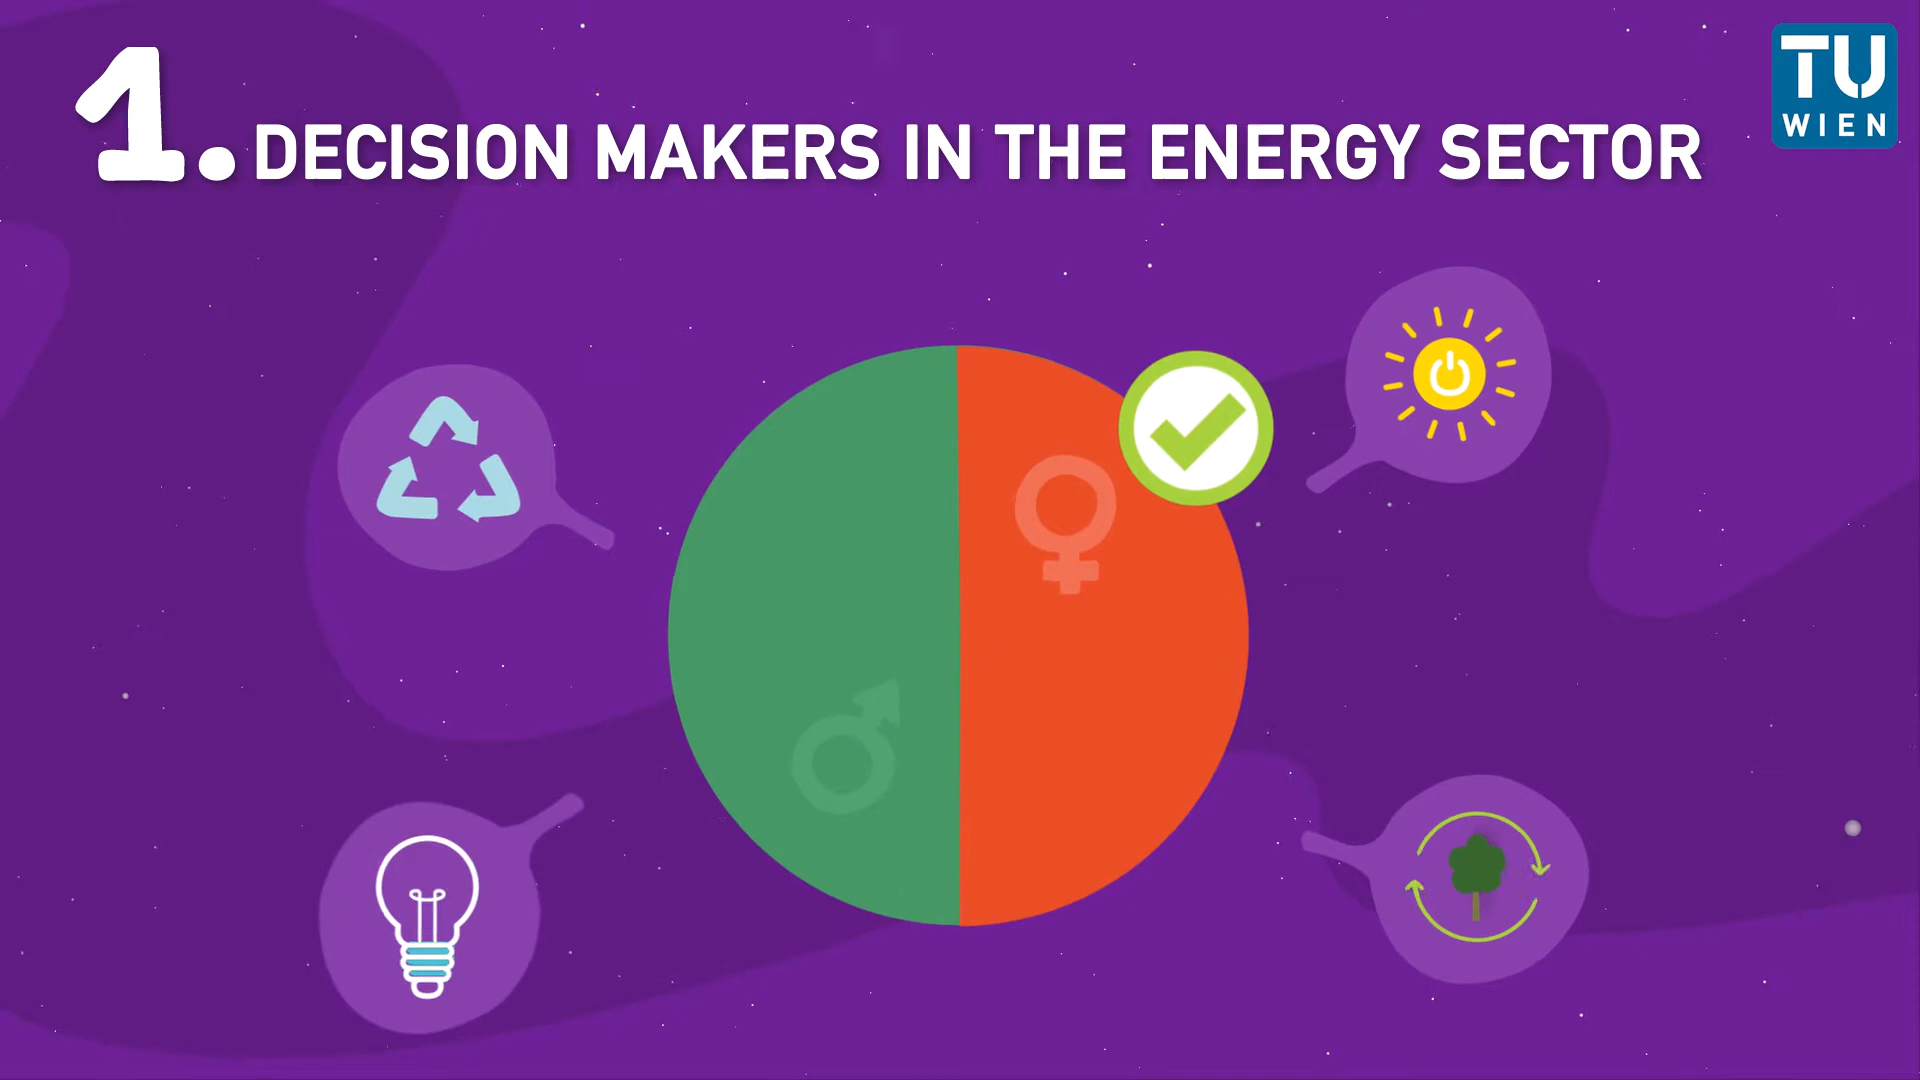 1. DECISION MAKERS IN THE ENERGY SECTOR
TU
WIEN